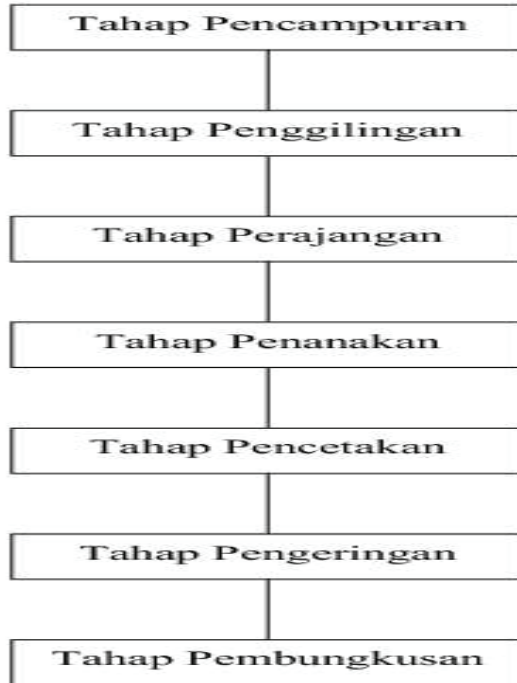 Tahap Pencampuran
Tahap Penggilingan
Tahap Perajangan
Tahap Penanakan
Tahap Pencetakan
Tahap Pengeringan
Tahap Pembungkusan